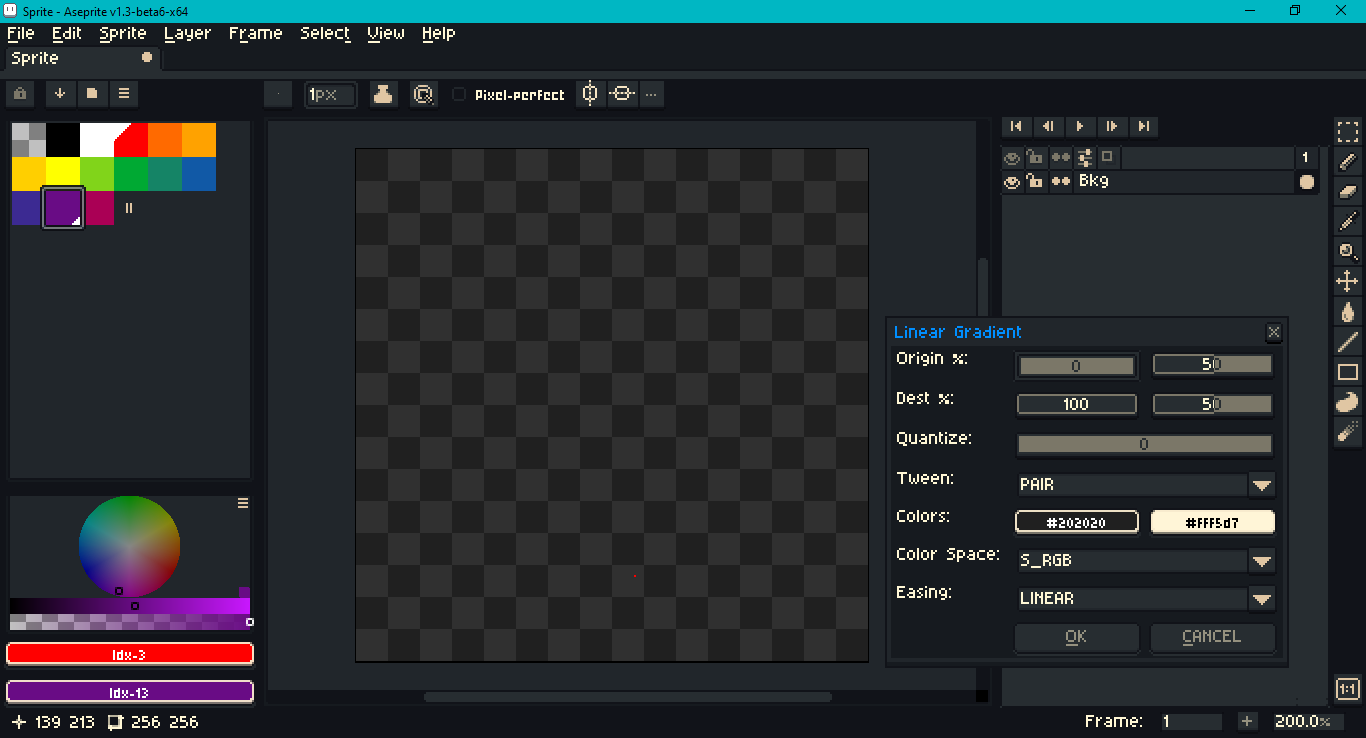 Sprite - Aseprite v1.3-beta6-x64
File Edit Sprite Layer Frame Select View Help
Sprite
1px Pixel-perfect ...
1
Bkg
Linear Gradient
Origin %: 0 50
Dest %: 100 50
Quantize: 0
Tween: PAIR
Colors: #202020 #fff5d7
Color Space: S_RGB
Easing: LINEAR
OK CANCEL
Idx-3
Idx-13
1:1
139 213 256 256 Frame: 1 + 200.0%